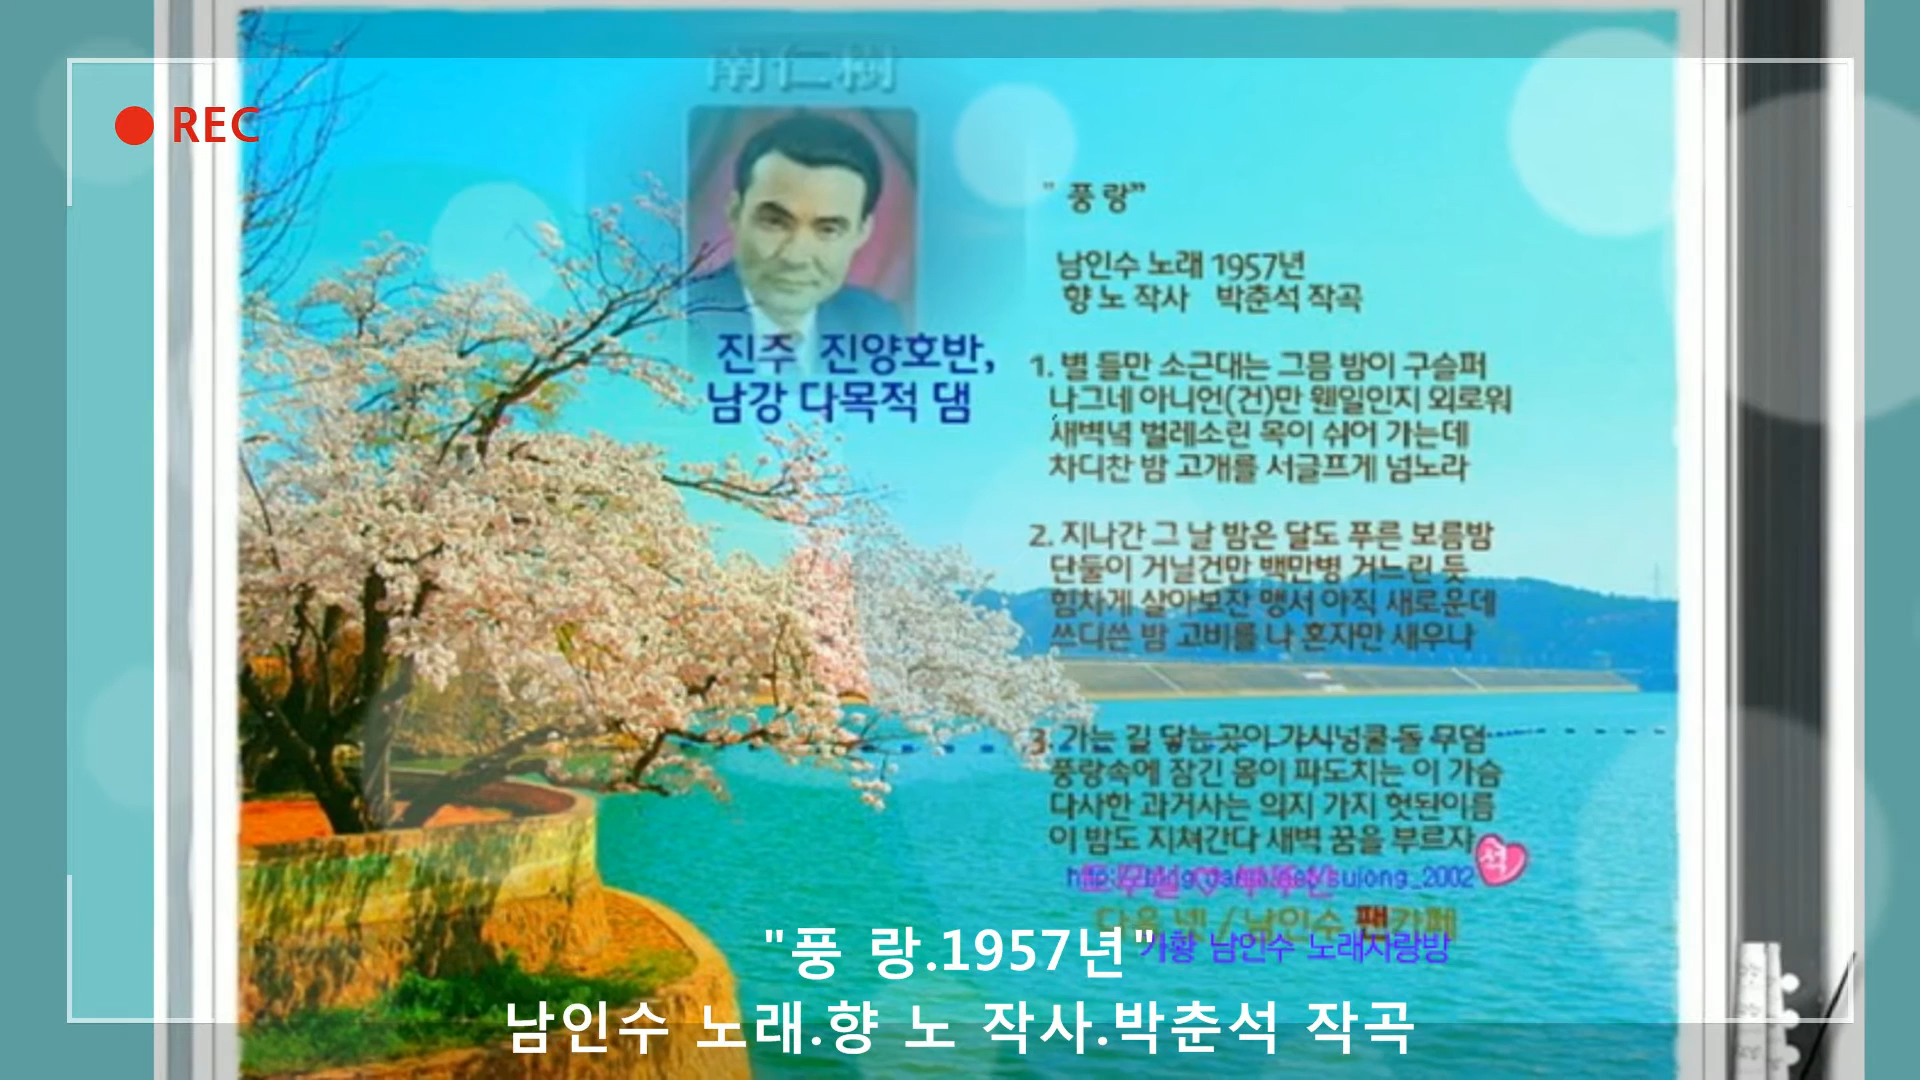 南仁樹
REC
진주 진양호반,
남강 다목적 댐
" 풍 랑"
남인수 노래 1957년
향 노 작사 박춘석 작곡
1. 별 들만 소근대는 그믐 밤이 구슬퍼
나그네 아니언(건)만 웬일인지 외로워
새벽녘 벌레소린 목이 쉬어 가는데
차디찬 밤 고개를 서글프게 넘노라
2. 지나간 그 날 밤은 달도 푸른 보름밤
단둘이 거닐건만 백만병 거느린 듯
힘차게 살아보잔 맹서 아직 새로운데
쓰디쓴 밤 고비를 나 혼자만 새우나
3. 가는 길 닿는곳이 가시넝쿨 돌 무덤
풍랑속에 잠긴 몸이 파도치는 이 가슴
다사한 과거사는 의지 가지 헛된이름
이 밤도 지쳐간다 새벽 꿈을 부르자
석
sujong_2002
다음 넷 / 남인수 팬카페
가황 남인수 노래사랑방
"풍 랑.1957년"
남인수 노래.향 노 작사.박춘석 작곡